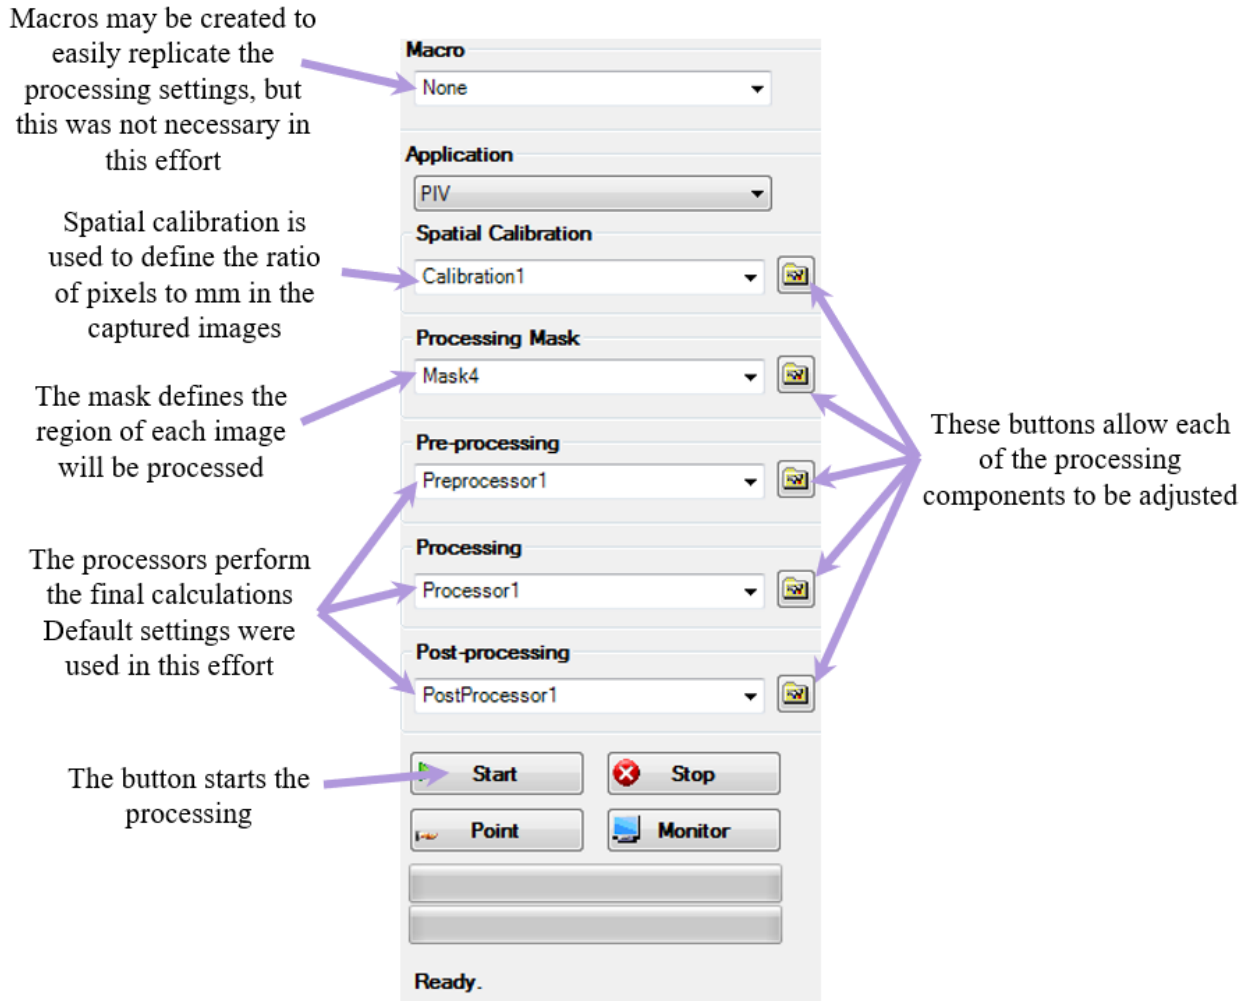 Macros may be created to
easily replicate the
processing settings, but
this was not necessary in
this effort
Macro
None
Application
PIV
Spatial calibration is
used to define the ratio
of pixels to mm in the
captured images
Spatial Calibration
Calibration1
The mask defines the
region of each image
will be processed
Processing Mask
Mask4
These buttons allow each
of the processing
components to be adjusted
Pre-processing
Preprocessor1
The processors perform
the final calculations
Default settings were
used in this effort
Processing
Processor1
Post-processing
PostProcessor1
The button starts the
processing
Start
Stop
Point
Monitor
Ready.